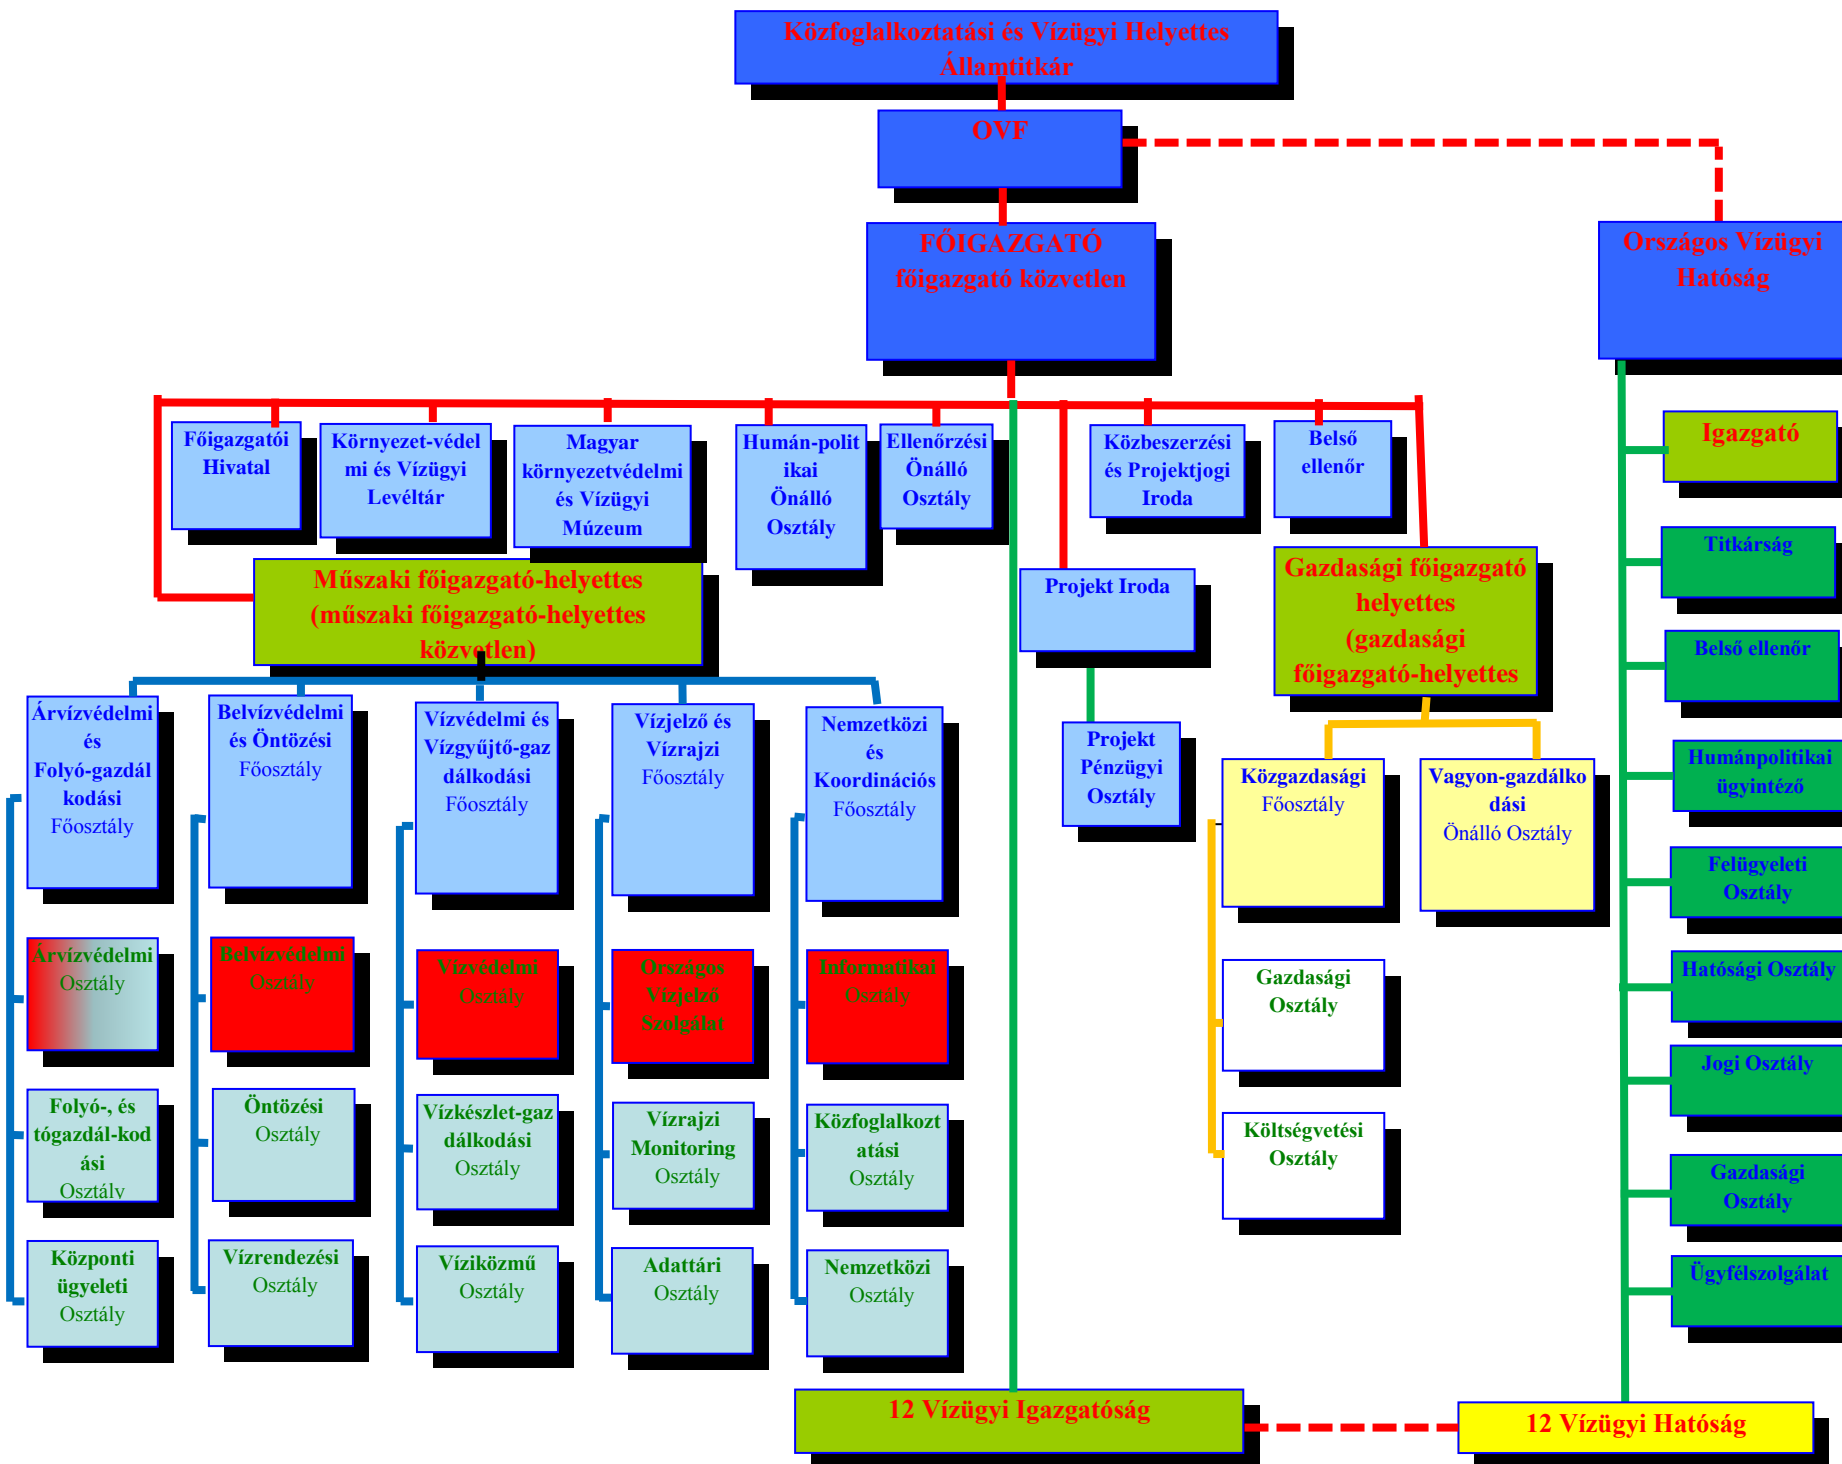 Közfoglalkoztatási és Vízügyi Helyettes
Államtitkár
OVF
FŐIGAZGATÓ
főigazgató közvetlen
Országos Vízügyi
Hatóság
Főigazgatói
Hivatal
Környezet-védel
mi és Vízügyi
Levéltár
Magyar
környezetvédelmi
és Vízügyi
Múzeum
Humán-polit
ikai
Önálló
Osztály
Ellenőrzési
Önálló
Osztály
Közbeszerzési
és Projektjogi
Iroda
Belső
ellenőr
Igazgató
Titkárság
Belső ellenőr
Humánpolitikai
ügyintéző
Felügyeleti
Osztály
Hatósági Osztály
Jogi Osztály
Gazdasági
Osztály
Ügyfélszolgálat
Műszaki főigazgató-helyettes
(műszaki főigazgató-helyettes
közvetlen)
Projekt Iroda
Projekt
Pénzügyi
Osztály
Gazdasági főigazgató
helyettes
(gazdasági
főigazgató-helyettes
Árvízvédelmi
és
Folyó-gazdál
kodási
Főosztály
Belvízvédelmi
és Öntözési
Főosztály
Vízvédelmi és
Vízgyűjtő-gaz
dálkodási
Főosztály
Vízjelző és
Vízrajzi
Főosztály
Nemzetközi
és
Koordinációs
Főosztály
Közgazdasági
Főosztály
Vagyon-gazdálko
dási
Önálló Osztály
Árvízvédelmi
Osztály
Belvízvédelmi
Osztály
Vízvédelmi
Osztály
Országos
Vízjelző
Szolgálat
Informatikai
Osztály
Gazdasági
Osztály
Folyó-, és
tógazdál-kod
ási
Osztály
Öntözési
Osztály
Vízkészlet-gaz
dálkodási
Osztály
Vízrajzi
Monitoring
Osztály
Közfoglalkozt
atási
Osztály
Költségvetési
Osztály
Központi
ügyeleti
Osztály
Vízrendezési
Osztály
Víziközmű
Osztály
Adattári
Osztály
Nemzetközi
Osztály
12 Vízügyi Igazgatóság
12 Vízügyi Hatóság